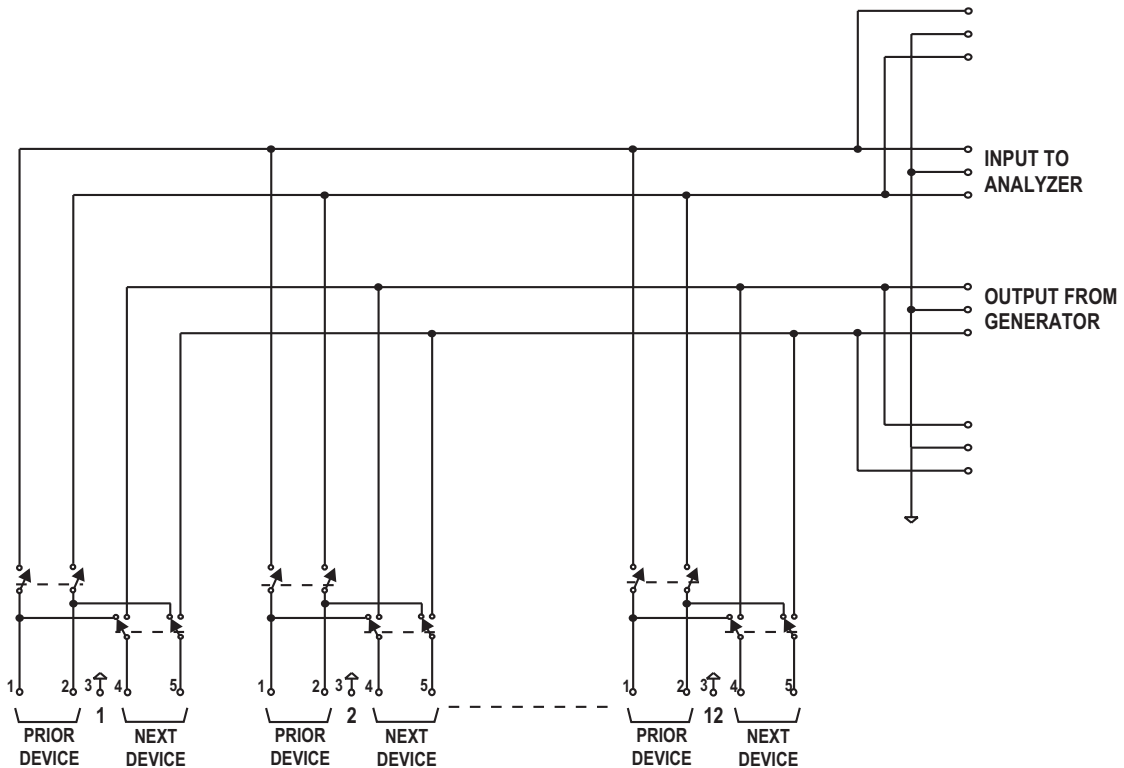 INPUT TO
ANALYZER
OUTPUT FROM
GENERATOR
1 2 3 4 5 1 2 3 4 5 1 2 3 4 5
1 2 12
PRIOR
DEVICE
NEXT
DEVICE
PRIOR
DEVICE
NEXT
DEVICE
PRIOR
DEVICE
NEXT
DEVICE